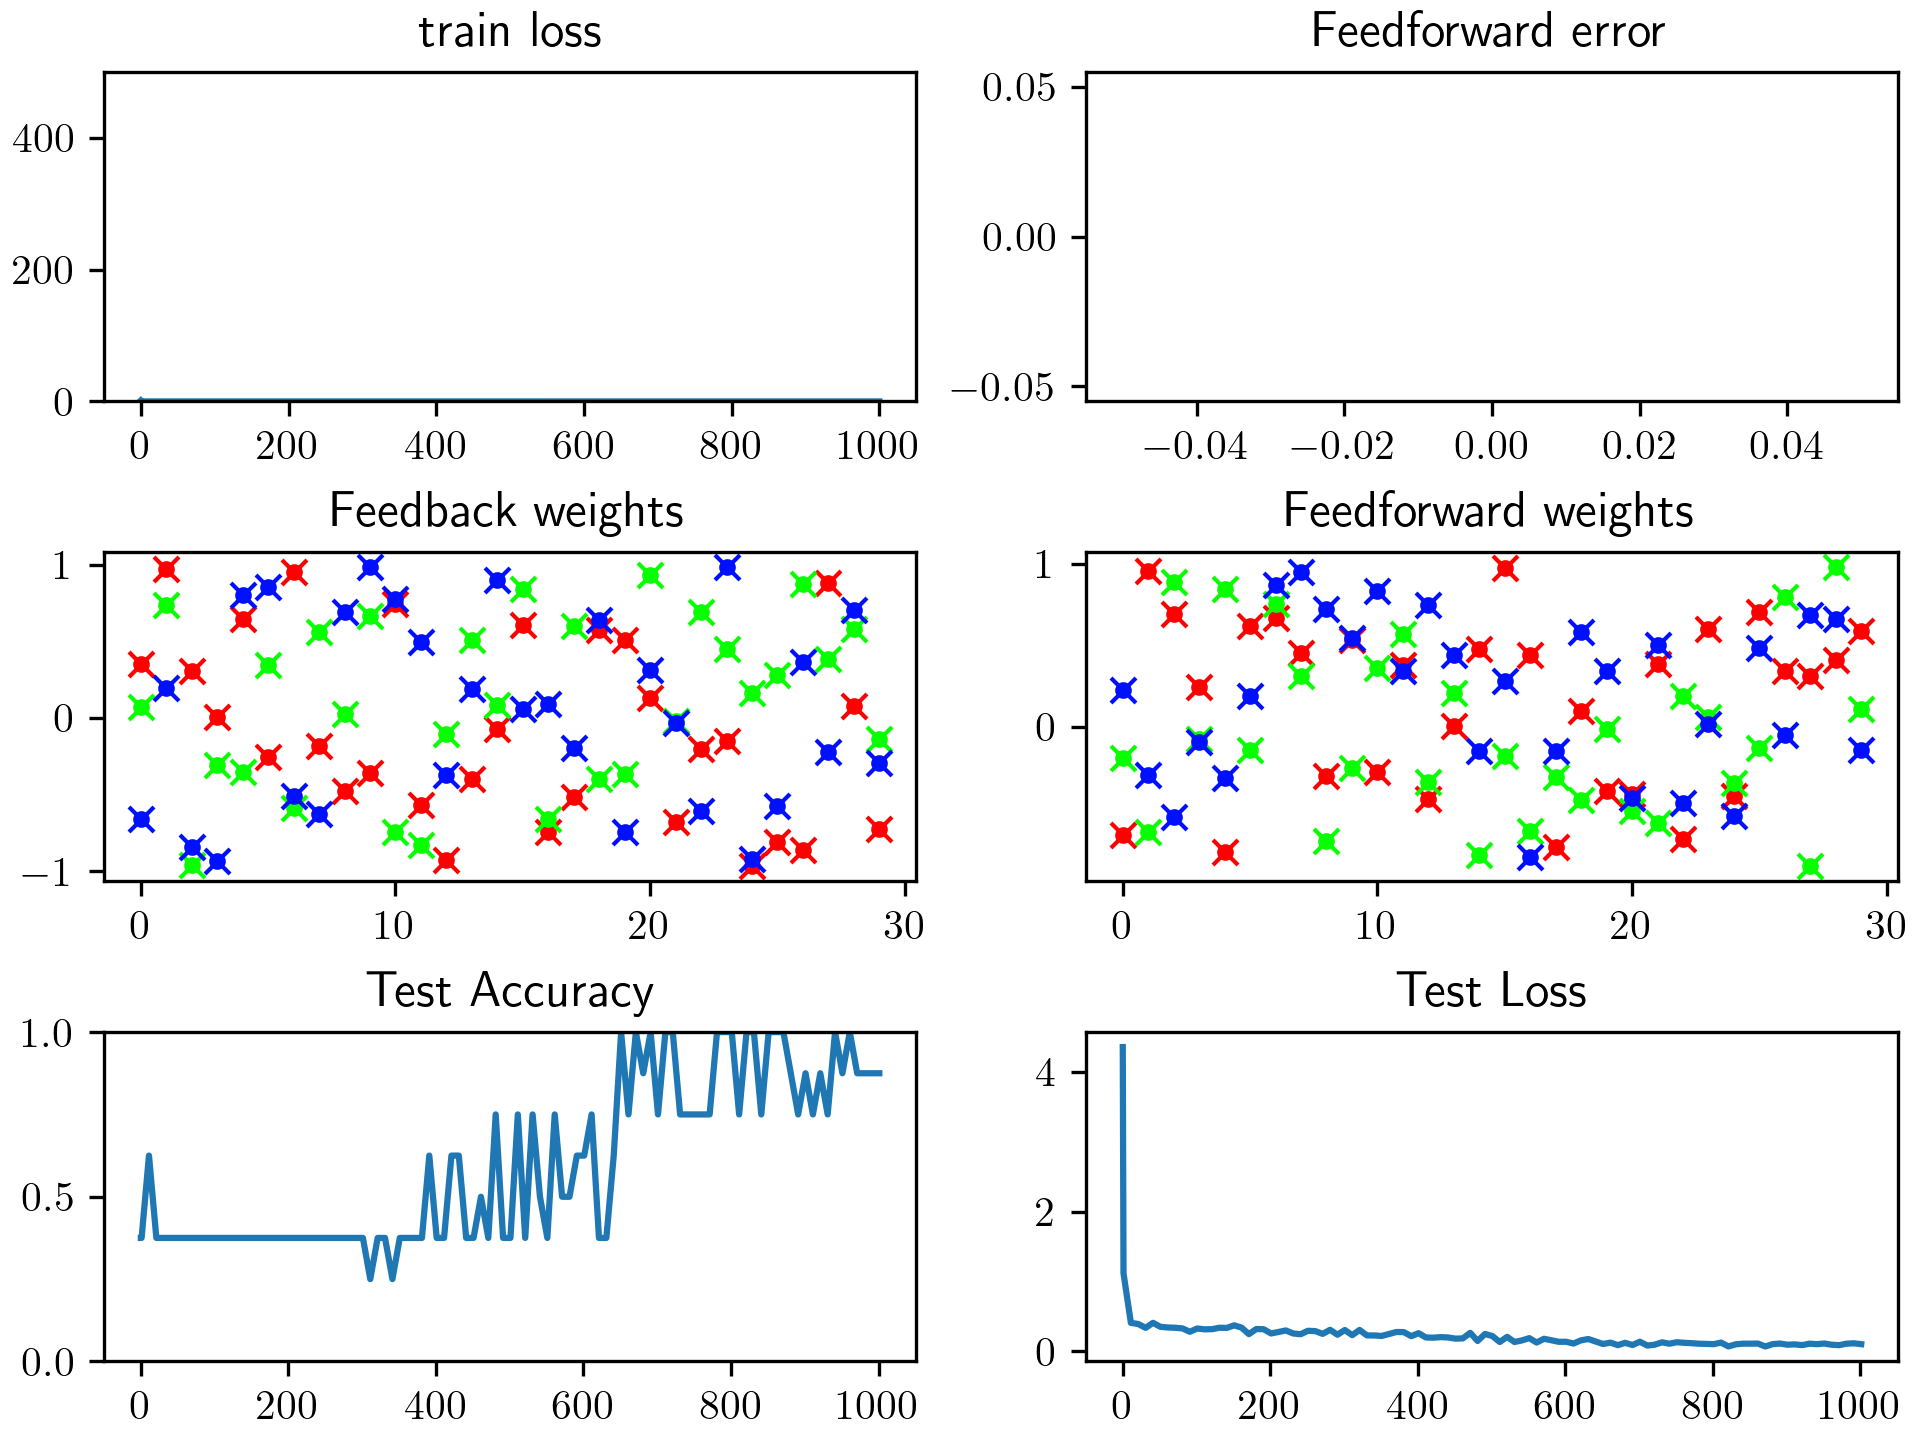 train loss
Feedforward error
400
200
0
0 200 400 600 800 1000
0.05
0.00
−0.05
−0.04 −0.02 0.00 0.02 0.04
Feedback weights
Feedforward weights
1
0
−1
0 10 20 30
1
0
0 10 20 30
Test Accuracy
Test Loss
1.0
0.5
0.0
0 200 400 600 800 1000
4
2
0
0 200 400 600 800 1000